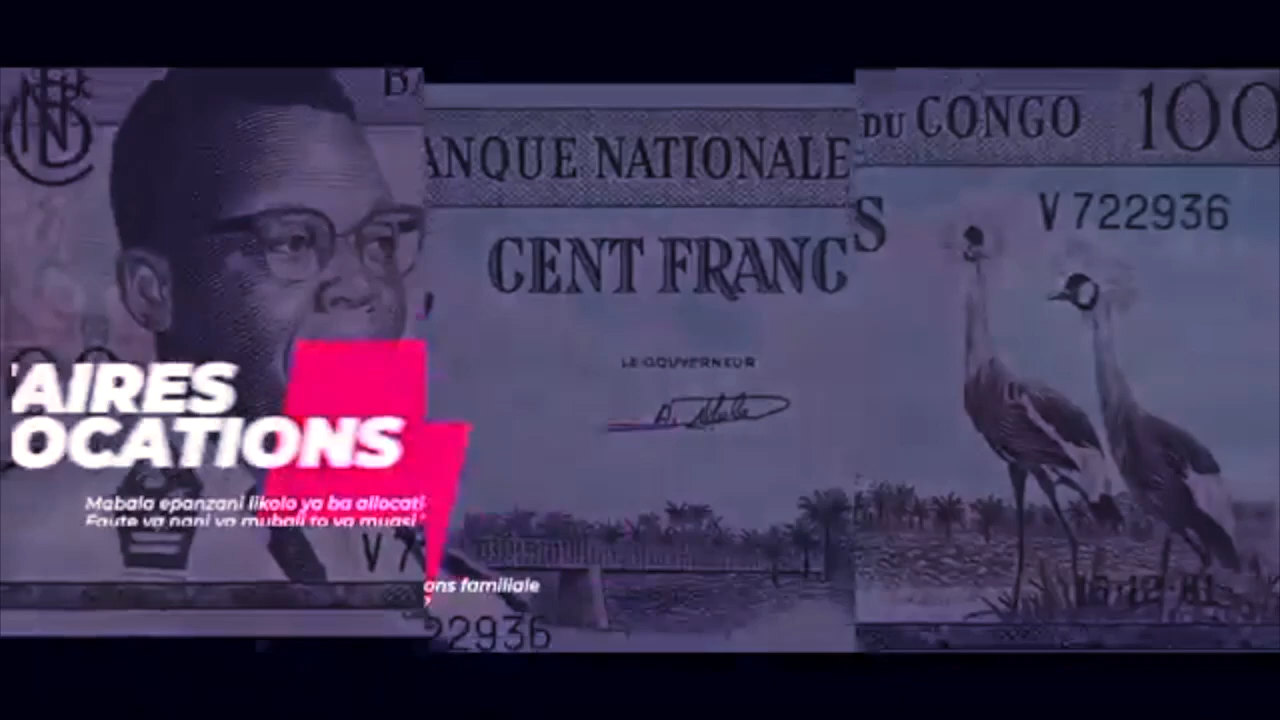 BA
ANQUE NATIONALE
DU CONGO 100
V 722936
CENT FRANC
S
LE GOUVERNEUR
'AIRES
OCATIONS
Mabala epanzani likolo ya ba allocati
Faute ya nani ya mubali to ya muasi
V 7
ons familiale
22936